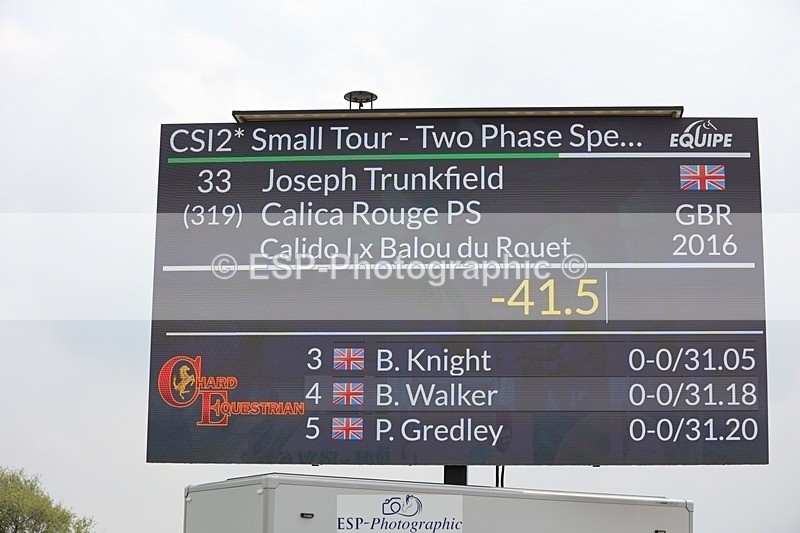 CSI2* Small Tour - Two Phase Spe...
EQUIPE
33 Joseph Trunkfield
(319) Calica Rouge PS GBR
Calido I x Balou du Rouet 2016
© ESP-Photographic ©
-41.5
3 B. Knight 0-0/31.05
4 B. Walker 0-0/31.18
5 P. Gredley 0-0/31.20
CHARD
EQUESTRIAN
ESP-Photographic